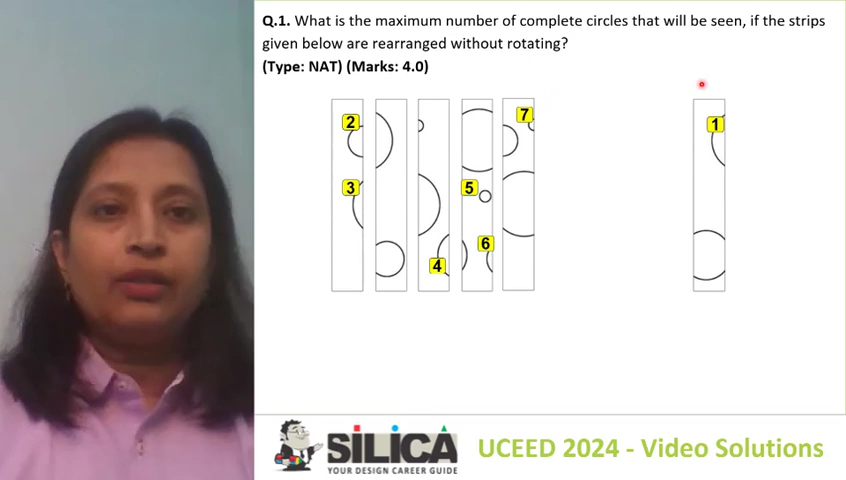 Q.1. What is the maximum number of complete circles that will be seen, if the strips
given below are rearranged without rotating?
(Type: NAT) (Marks: 4.0)
2
7
1
3
5
6
4
SILICA
YOUR DESIGN CAREER GUIDE
UCEED 2024 - Video Solutions